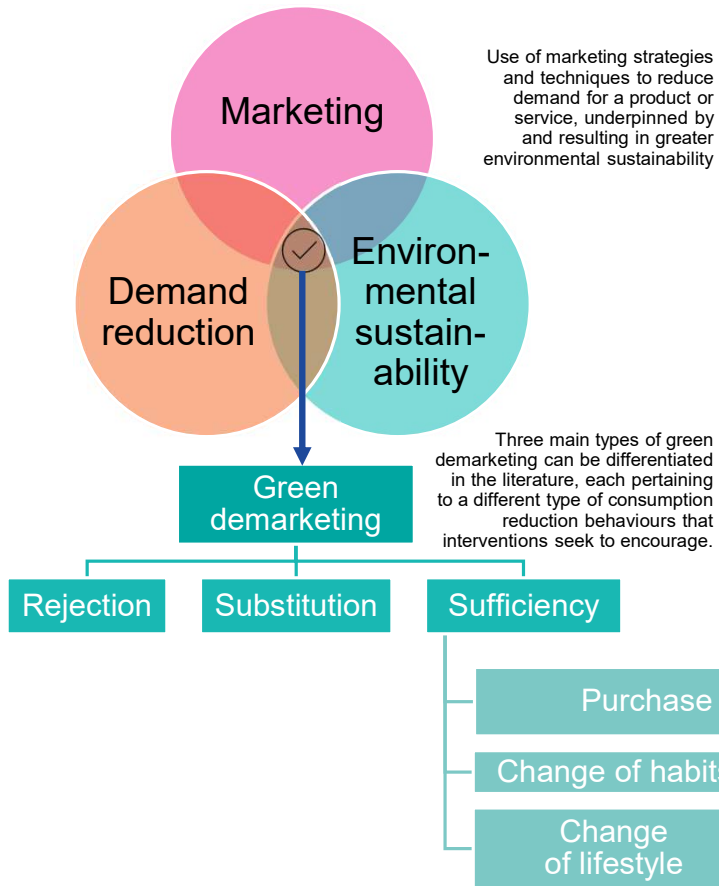 Marketing
Use of marketing strategies
and techniques to reduce
demand for a product or
service, underpinned by
and resulting in greater
environmental sustainability
Demand
reduction
Environ-
mental
sustain-
ability
Three main types of green
demarketing can be differentiated
in the literature, each pertaining
to a different type of consumption
reduction behaviours that
interventions seek to encourage.
Green
demarketing
Rejection
Substitution
Sufficiency
Purchase
Change of habits
Change
of lifestyle